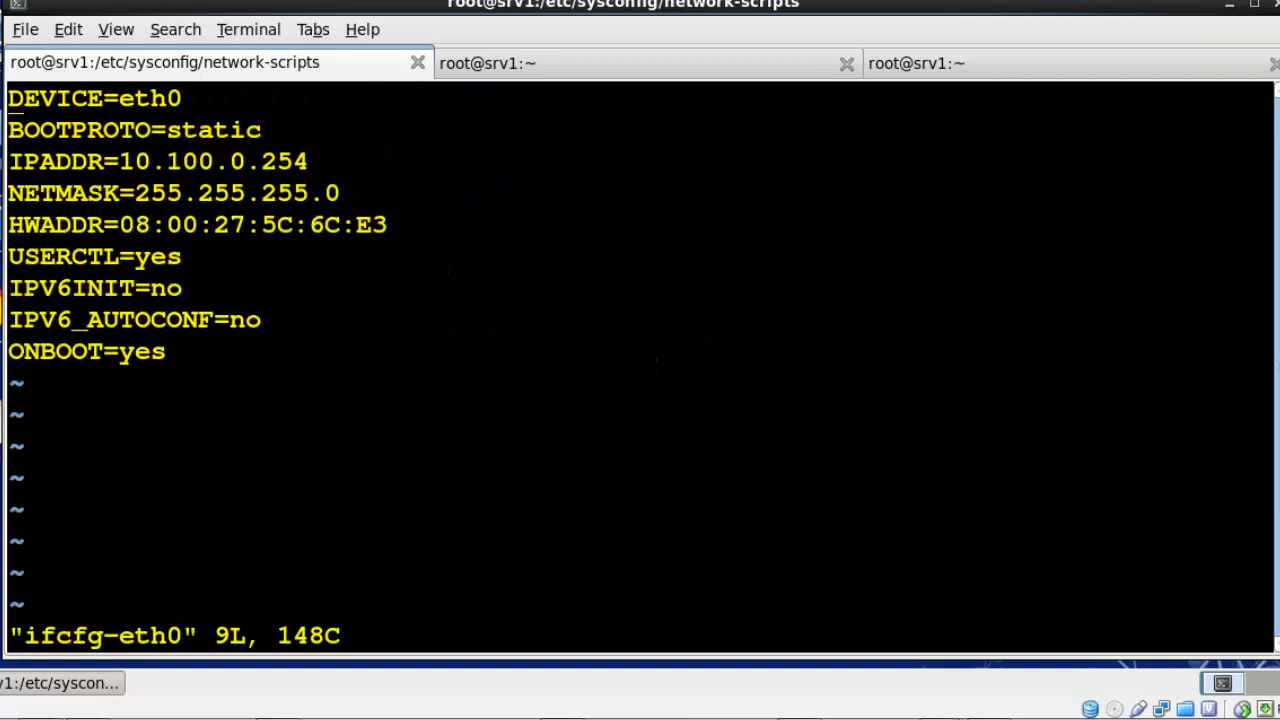 root@srv1:/etc/sysconfig/network-scripts
File Edit View Search Terminal Tabs Help
root@srv1:/etc/sysconfig/network-scripts root@srv1:~ root@srv1:~
DEVICE=eth0
BOOTPROTO=static
IPADDR=10.100.0.254
NETMASK=255.255.255.0
HWADDR=08:00:27:5C:6C:E3
USERCTL=yes
IPV6INIT=no
IPV6_AUTOCONF=no
ONBOOT=yes
~
~
~
~
~
~
~
~
"ifcfg-eth0" 9L, 148C
v1:/etc/syscon...